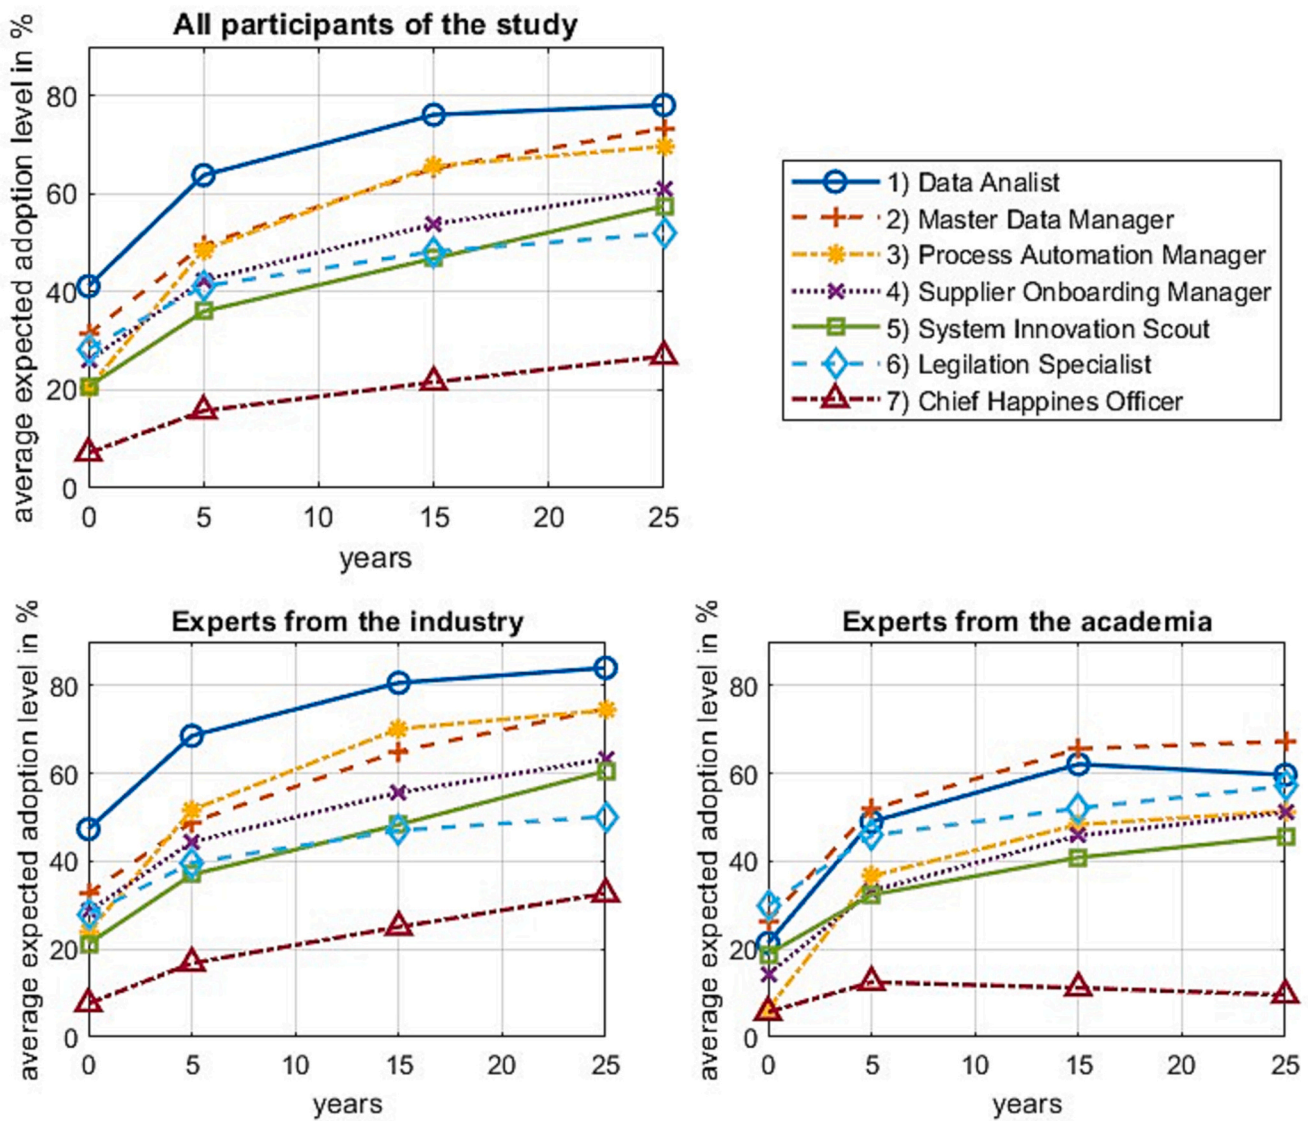 All participants of the study
average expected adoption level in %
80
60
40
20
0
0 5 10 15 20 25
years
1) Data Analist
2) Master Data Manager
3) Process Automation Manager
4) Supplier Onboarding Manager
5) System Innovation Scout
6) Legilation Specialist
7) Chief Happines Officer
Experts from the industry
average expected adoption level in %
80
60
40
20
0
0 5 10 15 20 25
years
Experts from the academia
average expected adoption level in %
80
60
40
20
0
0 5 10 15 20 25
years